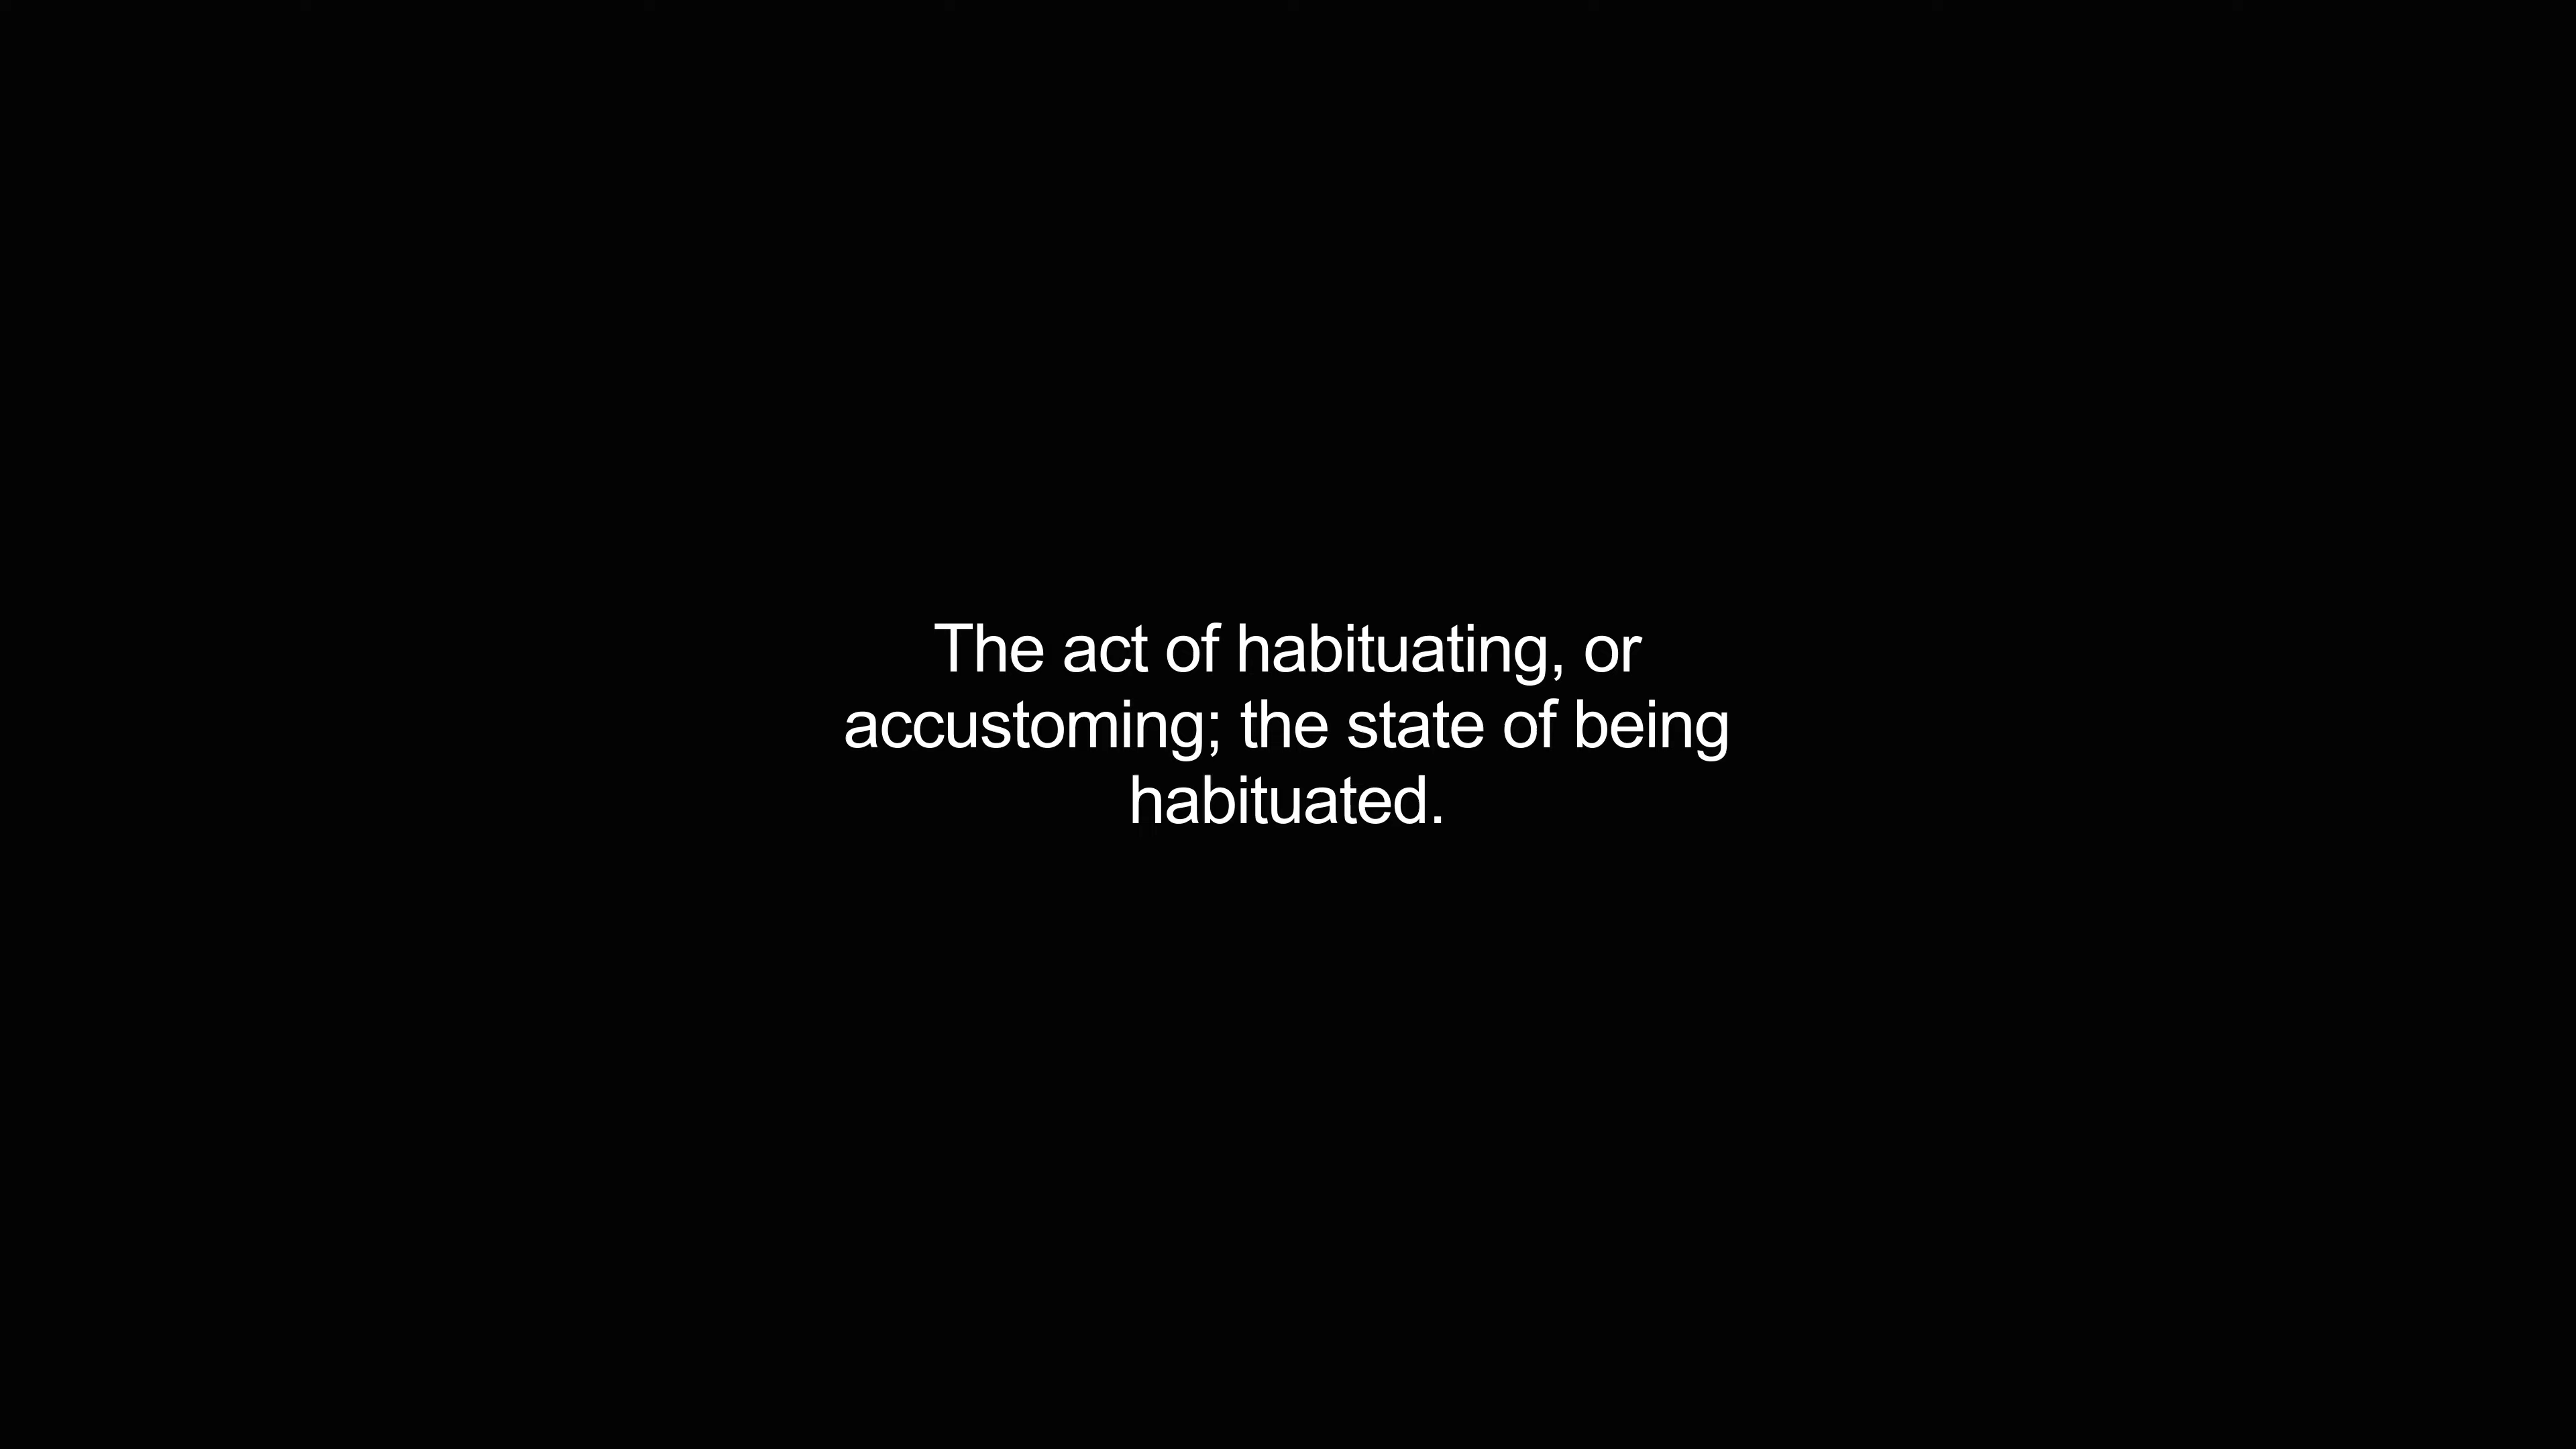 The act of habituating, or
accustoming; the state of being
habituated.